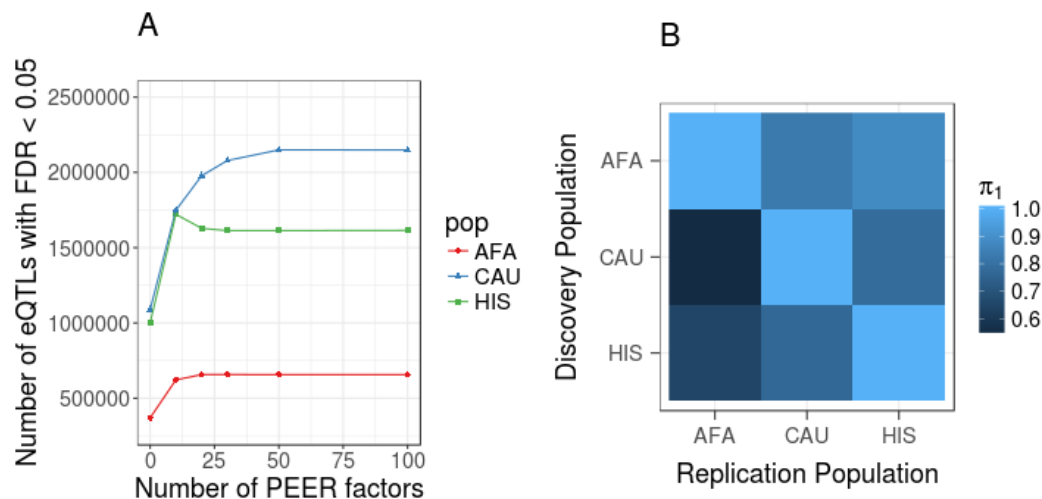 A
Number of eQTLs with FDR < 0.05
2500000
2000000
1500000
1000000
500000
0
25
50
75
100
Number of PEER factors
pop
AFA
CAU
HIS
B
Discovery Population
AFA
CAU
HIS
AFA
CAU
HIS
Replication Population
π₁
1.0
0.9
0.8
0.7
0.6